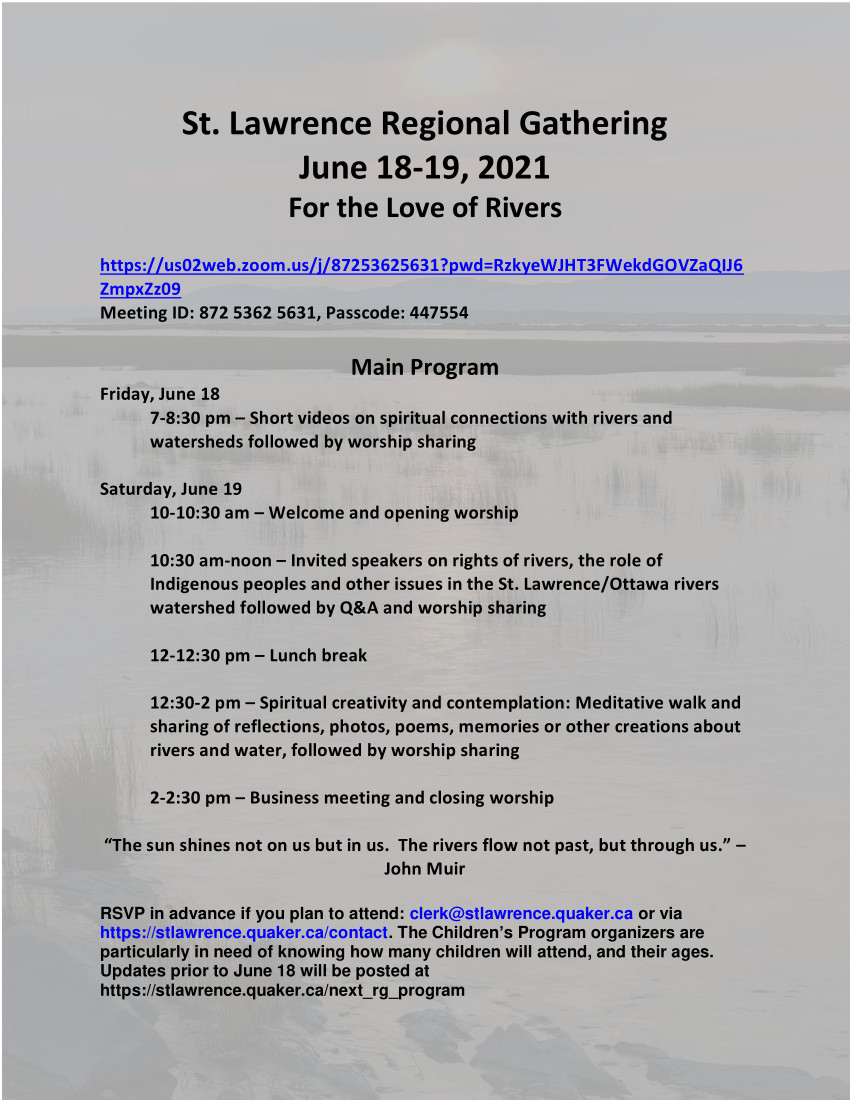 St. Lawrence Regional Gathering
June 18-19, 2021
For the Love of Rivers
https://us02web.zoom.us/j/87253625631?pwd=RzkyeWJHT3FWekdGOVZaQlJ6
ZmpxZz09
Meeting ID: 872 5362 5631, Passcode: 447554
Main Program
Friday, June 18
7-8:30 pm – Short videos on spiritual connections with rivers and
watersheds followed by worship sharing
Saturday, June 19
10-10:30 am – Welcome and opening worship
10:30 am-noon – Invited speakers on rights of rivers, the role of
Indigenous peoples and other issues in the St. Lawrence/Ottawa rivers
watershed followed by Q&A and worship sharing
12-12:30 pm – Lunch break
12:30-2 pm – Spiritual creativity and contemplation: Meditative walk and
sharing of reflections, photos, poems, memories or other creations about
rivers and water, followed by worship sharing
2-2:30 pm – Business meeting and closing worship
“The sun shines not on us but in us.  The rivers flow not past, but through us.” –
John Muir
RSVP in advance if you plan to attend: clerk@stlawrence.quaker.ca or via
https://stlawrence.quaker.ca/contact. The Children’s Program organizers are
particularly in need of knowing how many children will attend, and their ages.
Updates prior to June 18 will be posted at
https://stlawrence.quaker.ca/next_rg_program